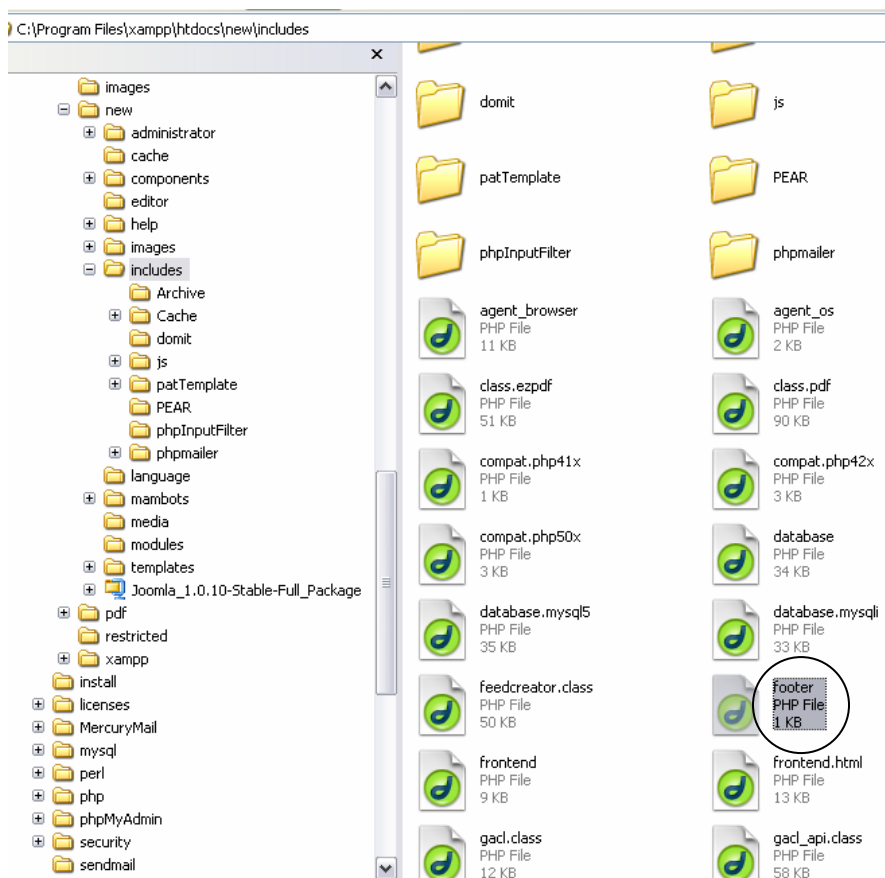 C:\Program Files\xampp\htdocs\new\includes
images
new
administrator
cache
components
editor
help
images
includes
Archive
Cache
domit
js
patTemplate
PEAR
phpInputFilter
phpmailer
language
mambots
media
modules
templates
Joomla_1.0.10-Stable-Full_Package
pdf
restricted
xampp
install
licenses
MercuryMail
mysql
perl
php
phpMyAdmin
security
sendmail
domit
js
patTemplate
PEAR
phpInputFilter
phpmailer
agent_browser
PHP File
11 KB
agent_os
PHP File
2 KB
class.ezpdf
PHP File
51 KB
class.pdf
PHP File
90 KB
compat.php41x
PHP File
1 KB
compat.php42x
PHP File
3 KB
compat.php50x
PHP File
3 KB
database
PHP File
34 KB
database.mysql5
PHP File
35 KB
database.mysqli
PHP File
33 KB
feedcreator.class
PHP File
50 KB
footer
PHP File
1 KB
frontend
PHP File
9 KB
frontend.html
PHP File
13 KB
gacl.class
PHP File
12 KB
gacl_api.class
PHP File
58 KB